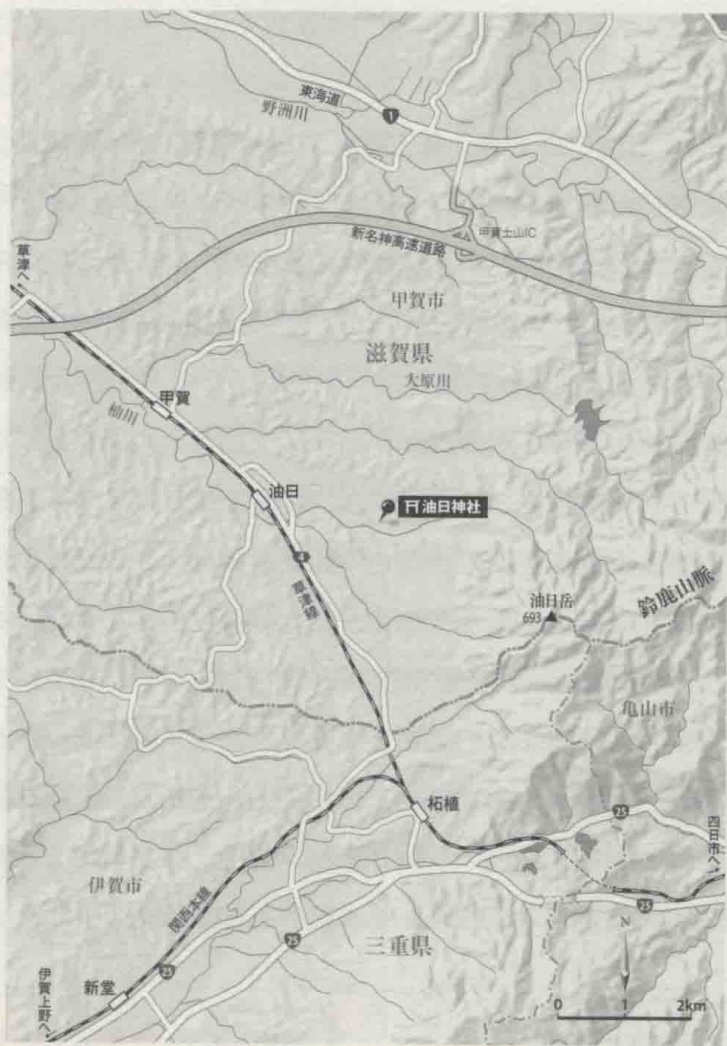 東海道
1
野洲川
新名神高速道路
甲賀土山IC
草津へ
甲賀市
滋賀県
大原川
甲賀
杣川
油日
油日神社
4
草津線
油日岳
693
鈴鹿山脈
亀山市
柘植
25
四日市へ
伊賀市
関西本線
25
25
三重県
25
N
新堂
伊賀上野へ
0 1 2km